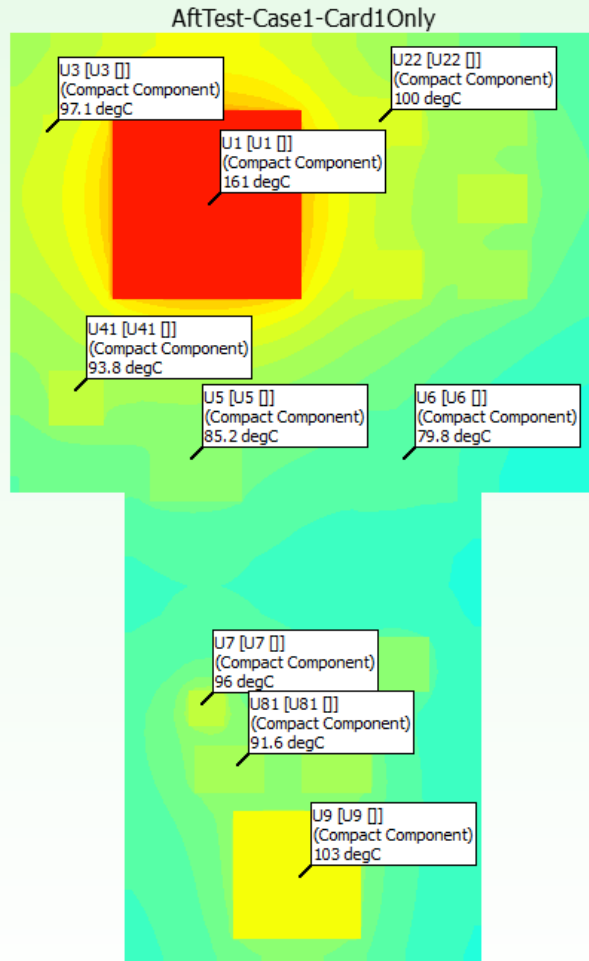 AftTest-Case1-Card1Only
U3 [U3 []]
(Compact Component)
97.1 degC
U22 [U22 []]
(Compact Component)
100 degC
U1 [U1 []]
(Compact Component)
161 degC
U41 [U41 []]
(Compact Component)
93.8 degC
U5 [U5 []]
(Compact Component)
85.2 degC
U6 [U6 []]
(Compact Component)
79.8 degC
U7 [U7 []]
(Compact Component)
96 degC
U81 [U81 []]
(Compact Component)
91.6 degC
U9 [U9 []]
(Compact Component)
103 degC